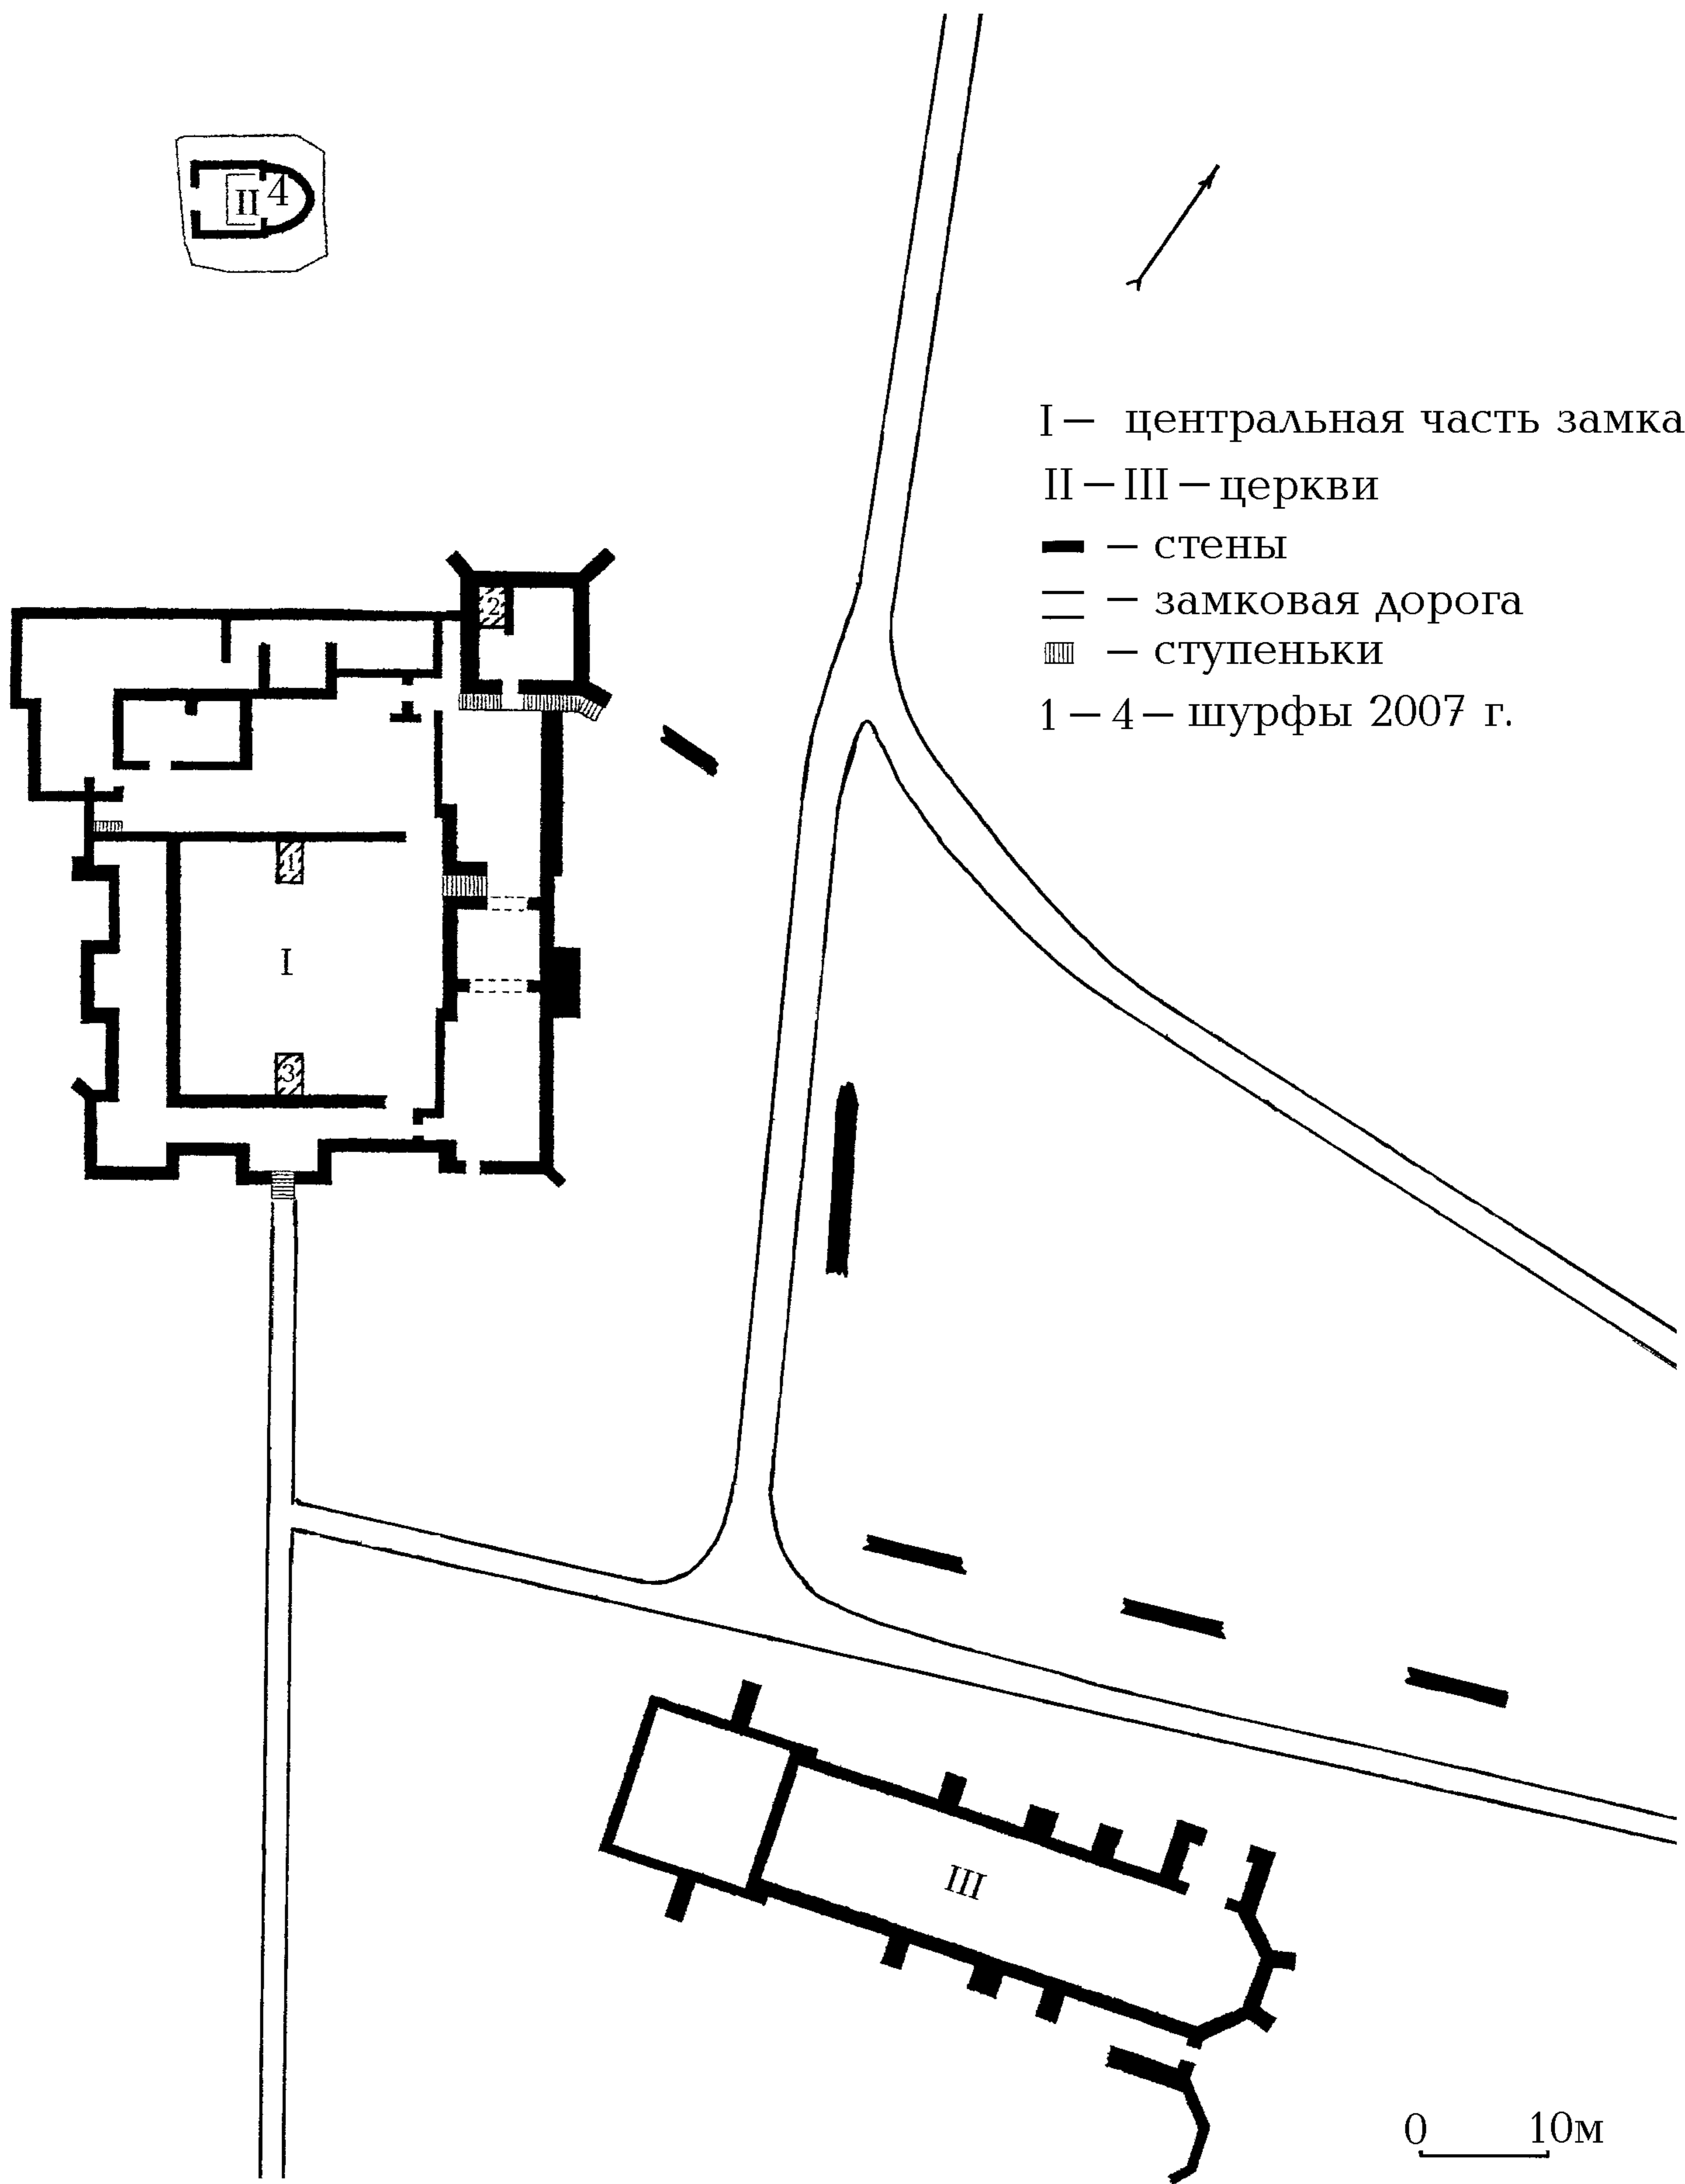 II 4
I — центральная часть замка
II — III — церкви
— стены
— замковая дорога
— ступеньки
1 — 4 — шурфы 2007 г.
2
1
I
3
III
0 10м